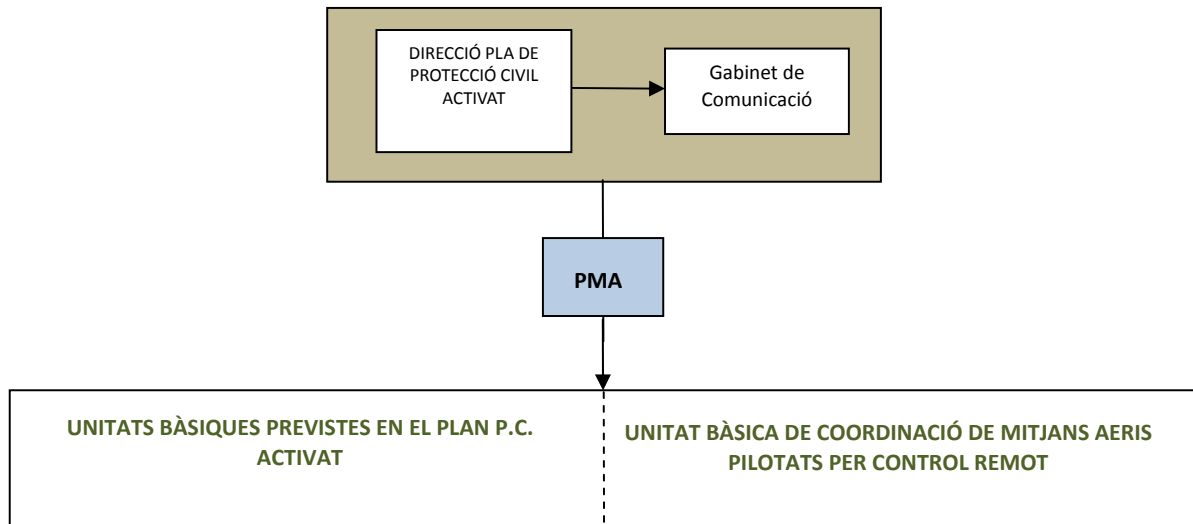 DIRECCIÓ PLA DE
PROTECCIÓ CIVIL
ACTIVAT
Gabinet de
Comunicació
PMA
UNITATS BÀSIQUES PREVISTES EN EL PLAN P.C.
ACTIVAT
UNITAT BÀSICA DE COORDINACIÓ DE MITJANS AERIS
PILOTATS PER CONTROL REMOT